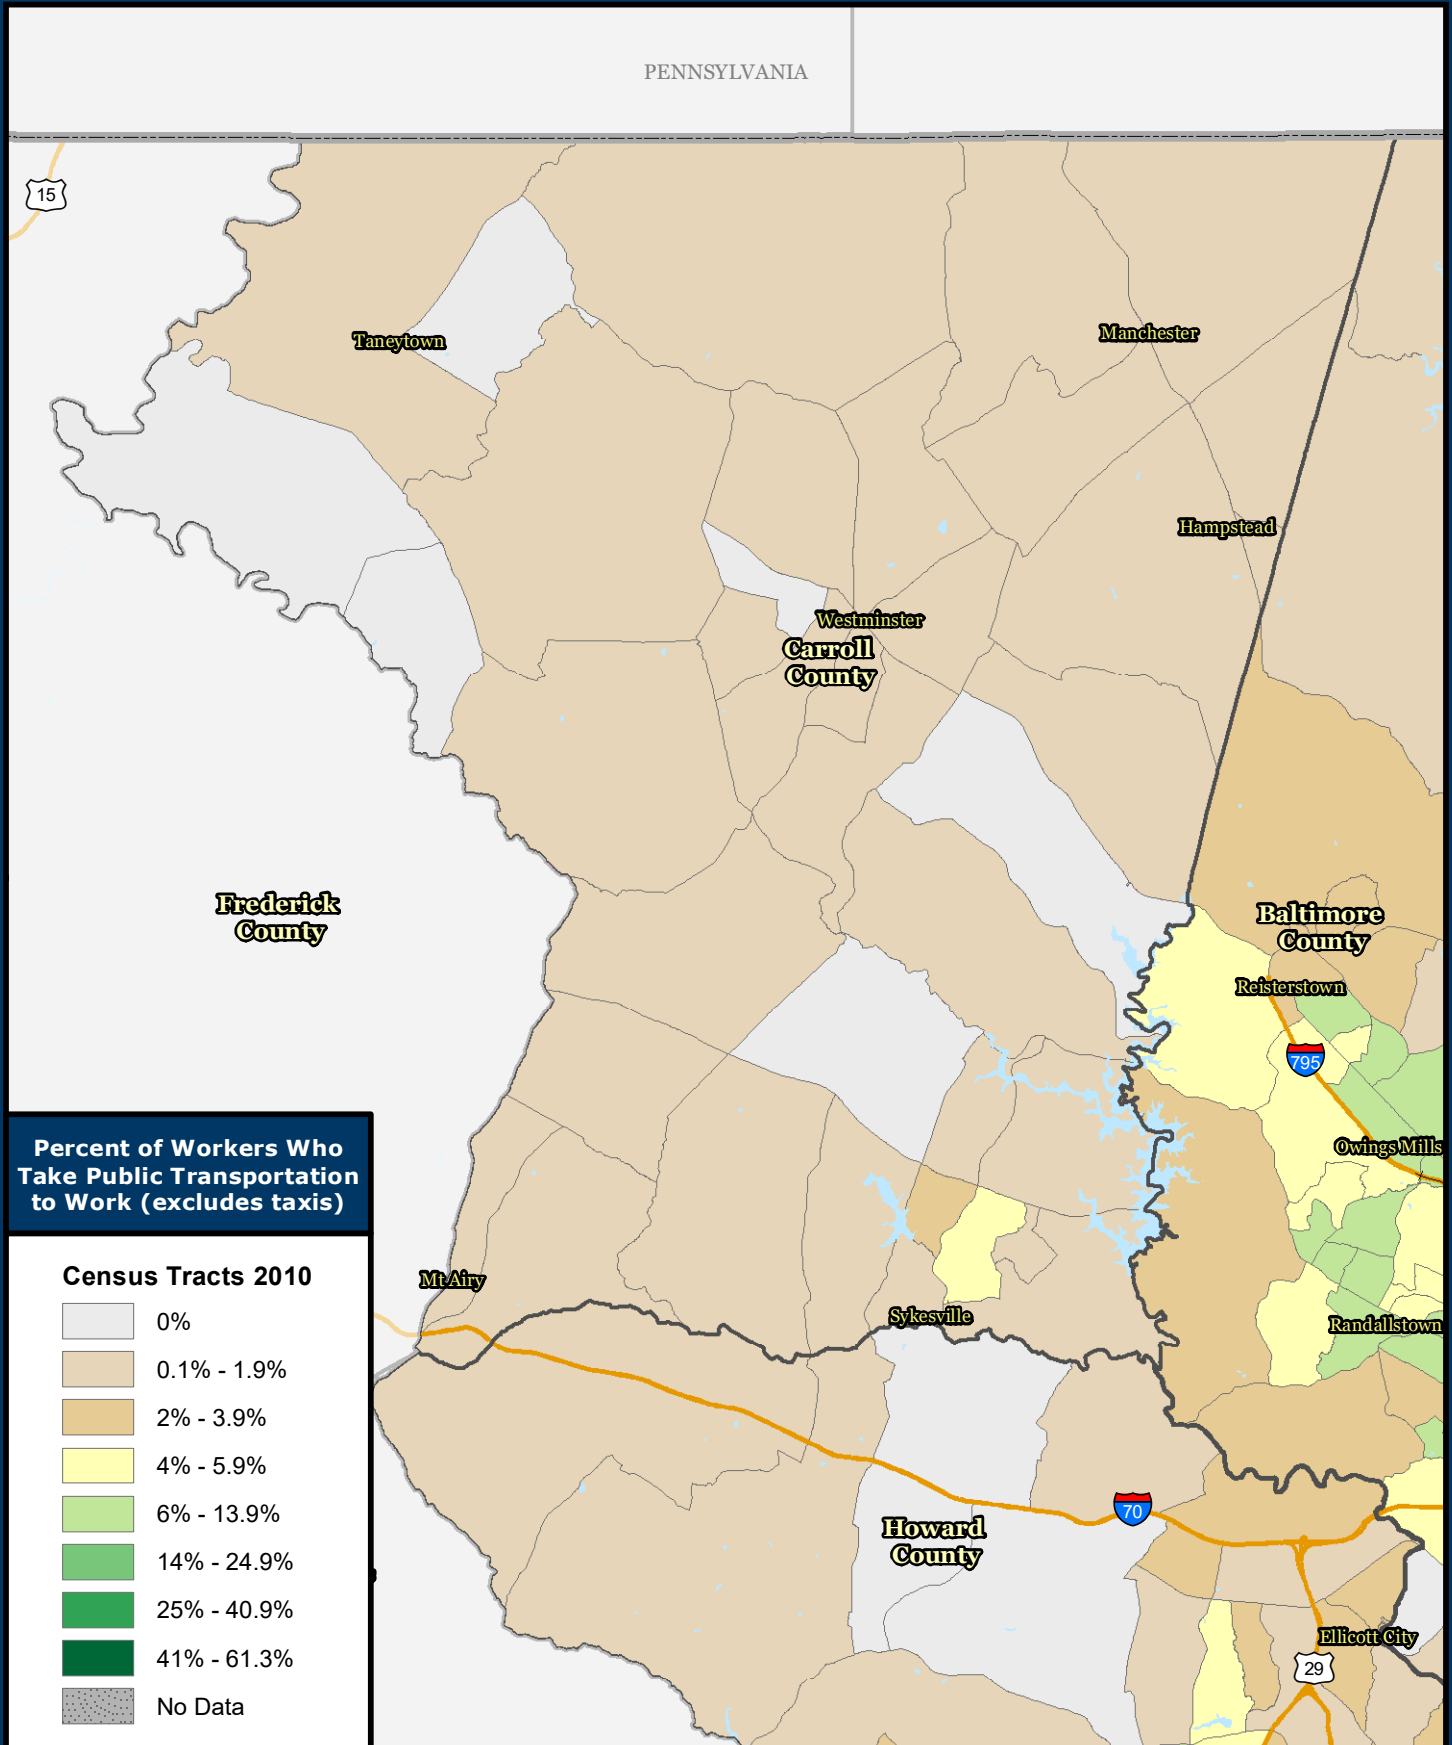 PENNSYLVANIA
15
Taneytown
Manchester
Hampstead
Westminster
Carroll
County
Frederick
County
Baltimore
County
Reisterstown
795
Owings Mills
Mt Airy
Sykesville
Randallstown
70
Howard
County
Ellicott City
29
Percent of Workers Who
Take Public Transportation
to Work (excludes taxis)
Census Tracts 2010
0%
0.1% - 1.9%
2% - 3.9%
4% - 5.9%
6% - 13.9%
14% - 24.9%
25% - 40.9%
41% - 61.3%
No Data